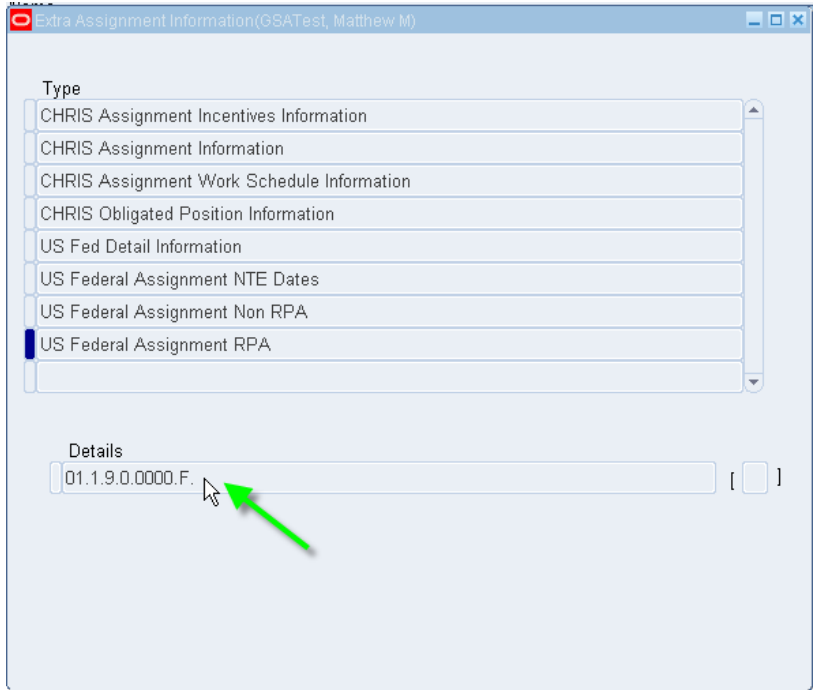 Extra Assignment Information(GSATest, Matthew M)
Type
CHRIS Assignment Incentives Information
CHRIS Assignment Information
CHRIS Assignment Work Schedule Information
CHRIS Obligated Position Information
US Fed Detail Information
US Federal Assignment NTE Dates
US Federal Assignment Non RPA
US Federal Assignment RPA
Details
01.1.9.0.0000.F.
[ ]